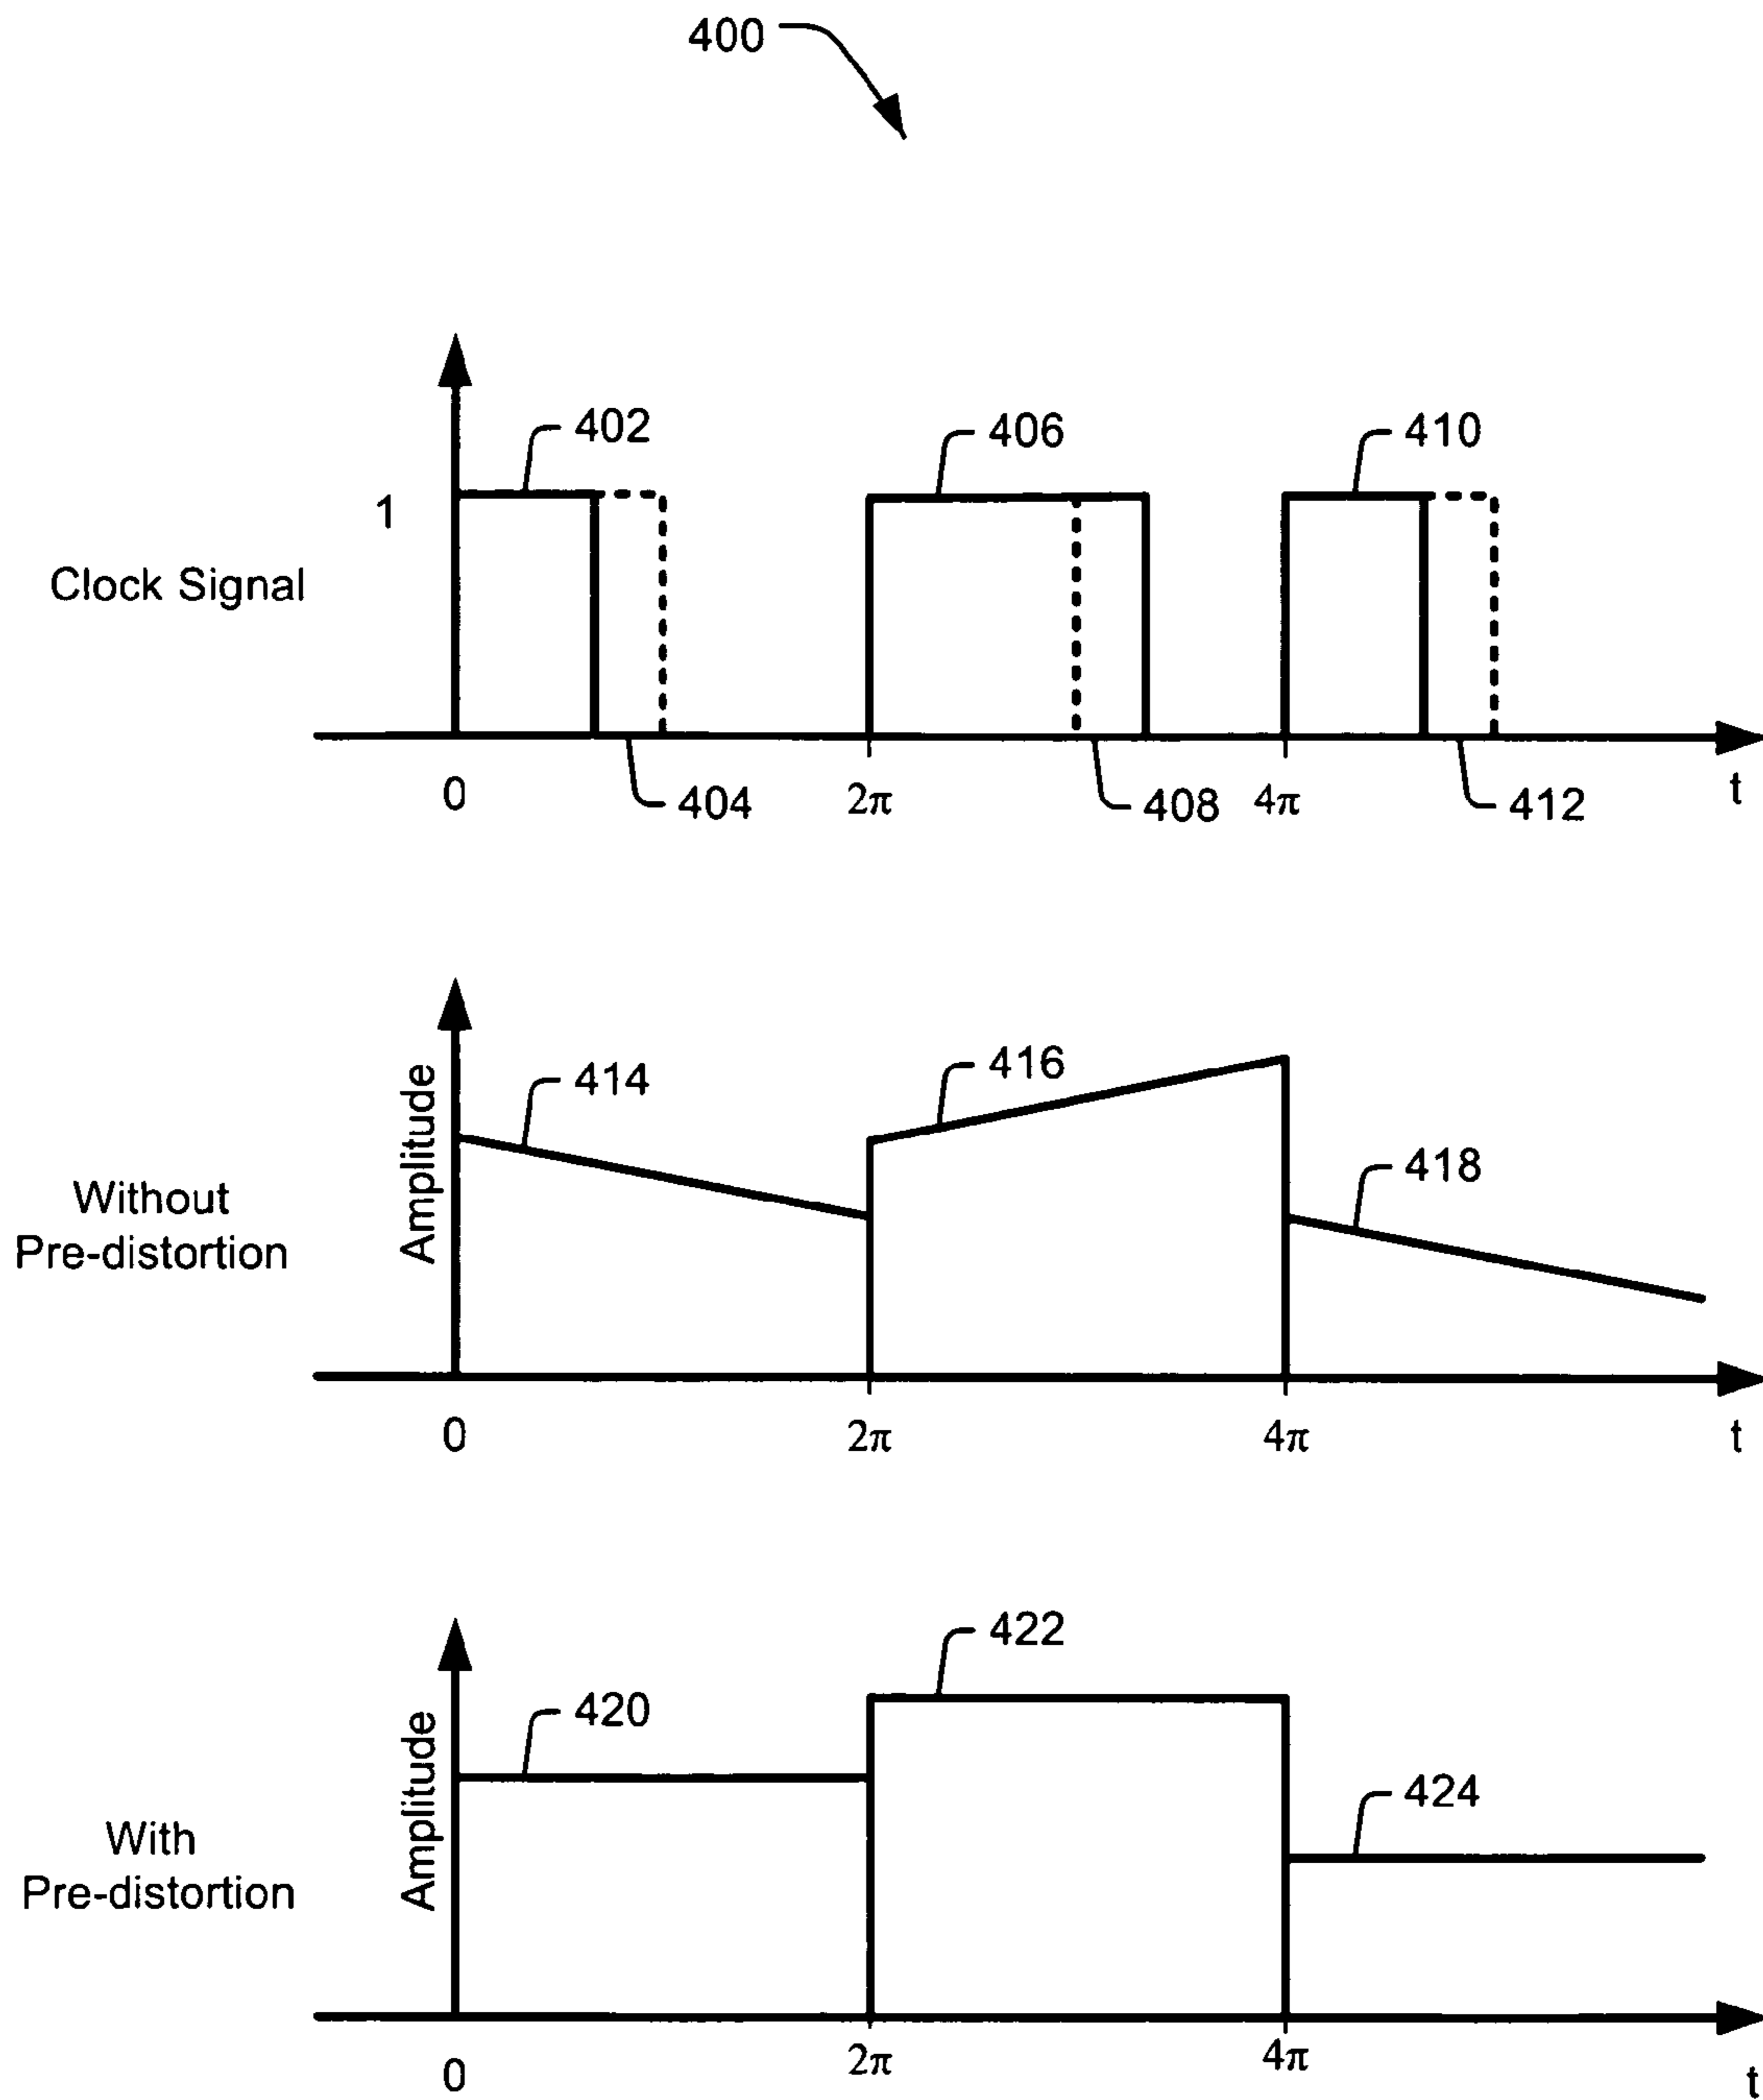 400
402
406
410
1
Clock Signal
0
404
2π
408
4π
412
t
Amplitude
414
416
418
Without
Pre-distortion
0
2π
4π
t
Amplitude
420
422
424
With
Pre-distortion
0
2π
4π
t